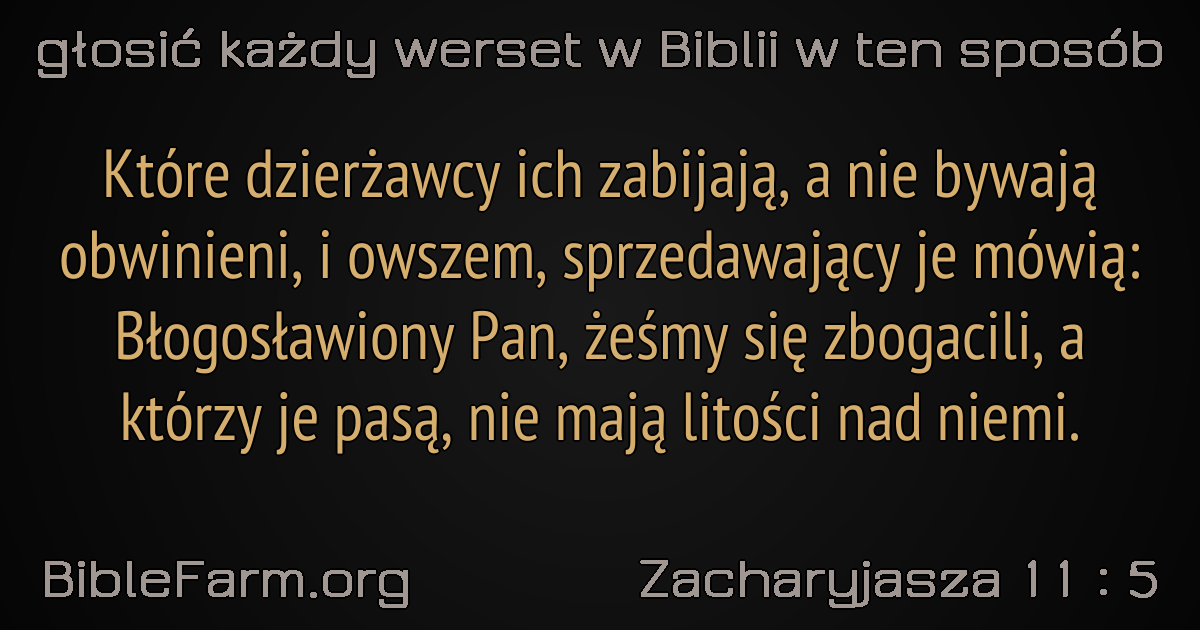 głosić każdy werset w Biblii w ten sposób
Które dzierżawcy ich zabijają, a nie bywają
obwinieni, i owszem, sprzedawający je mówią:
Błogosławiony Pan, żeśmy się zbogacili, a
którzy je pasą, nie mają litości nad niemi.
BibleFarm.org
Zacharyjasza 11 : 5